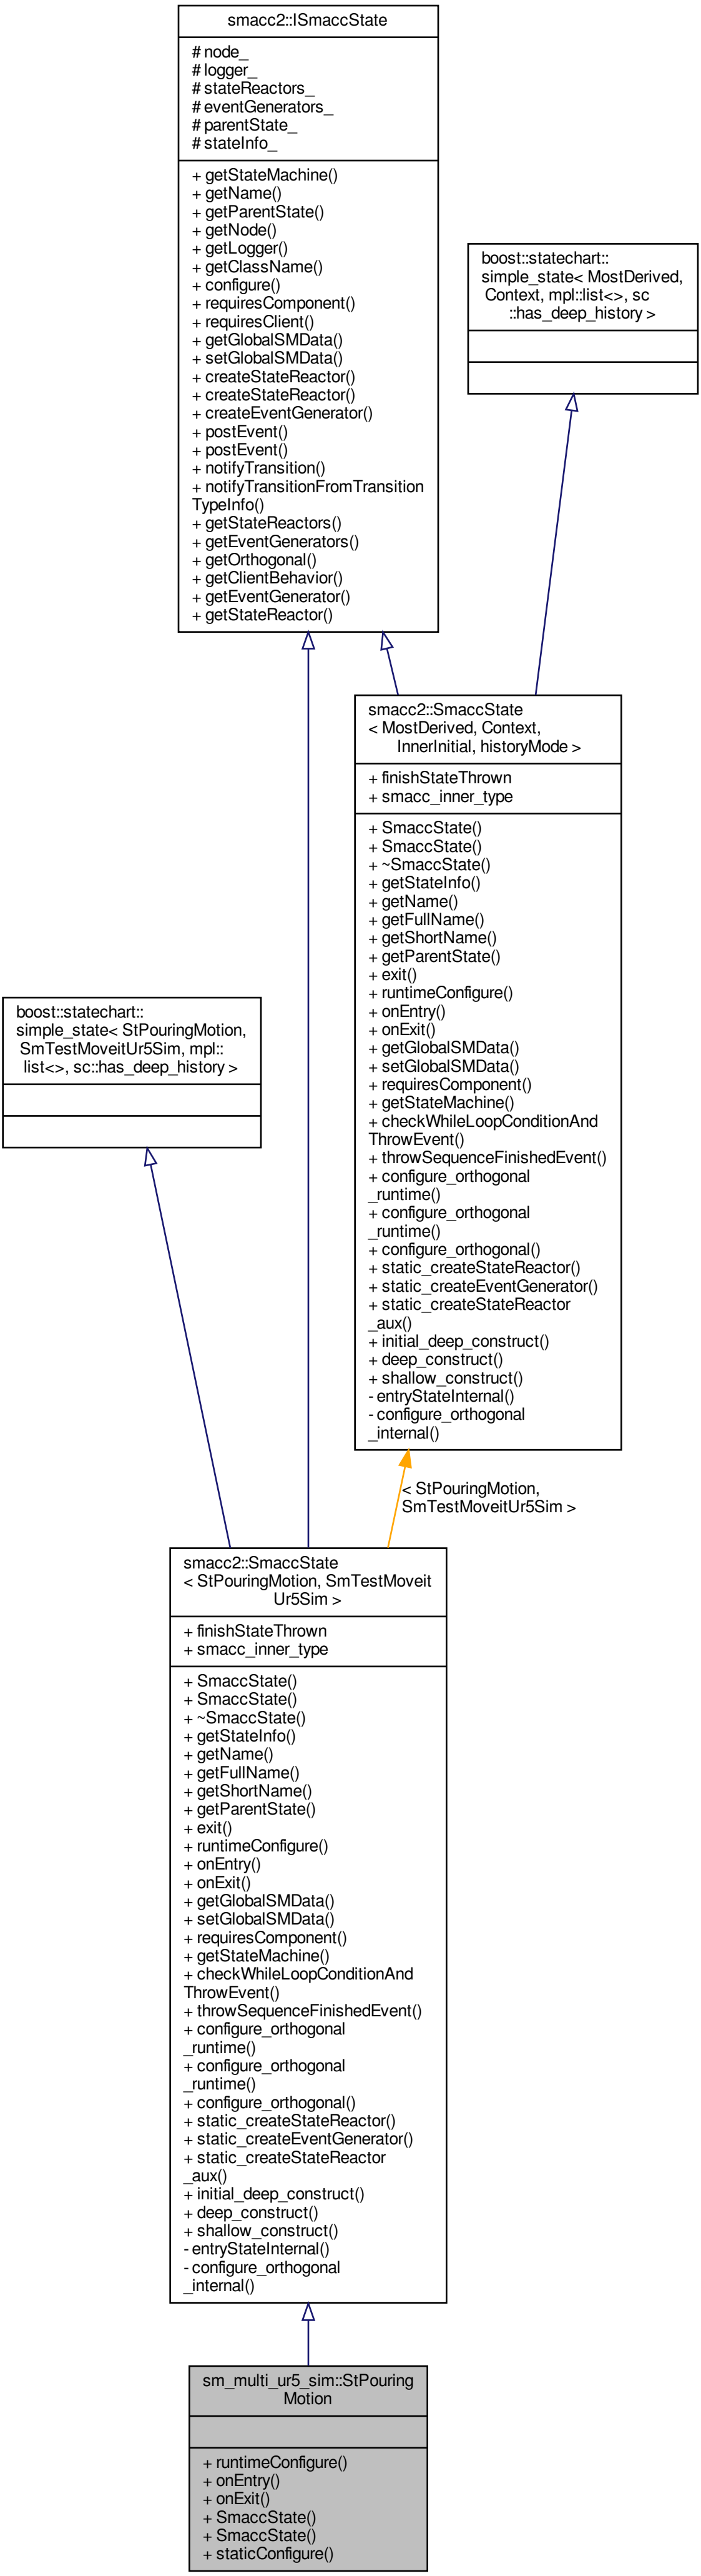 smacc2::ISmaccState
# node_
# logger_
# stateReactors_
# eventGenerators_
# parentState_
# stateInfo_
+ getStateMachine()
+ getName()
+ getParentState()
+ getNode()
+ getLogger()
+ getClassName()
+ configure()
+ requiresComponent()
+ requiresClient()
+ getGlobalSMData()
+ setGlobalSMData()
+ createStateReactor()
+ createStateReactor()
+ createEventGenerator()
+ postEvent()
+ postEvent()
+ notifyTransition()
+ notifyTransitionFromTransition
TypeInfo()
+ getStateReactors()
+ getEventGenerators()
+ getOrthogonal()
+ getClientBehavior()
+ getEventGenerator()
+ getStateReactor()
boost::statechart::
simple_state< MostDerived,
Context, mpl::list<>, sc
::has_deep_history >
smacc2::SmaccState
< MostDerived, Context,
InnerInitial, historyMode >
+ finishStateThrown
+ smacc_inner_type
+ SmaccState()
+ SmaccState()
+ ~SmaccState()
+ getStateInfo()
+ getName()
+ getFullName()
+ getShortName()
+ getParentState()
+ exit()
+ runtimeConfigure()
+ onEntry()
+ onExit()
+ getGlobalSMData()
+ setGlobalSMData()
+ requiresComponent()
+ getStateMachine()
+ checkWhileLoopConditionAnd
ThrowEvent()
+ throwSequenceFinishedEvent()
+ configure_orthogonal
_runtime()
+ configure_orthogonal
_runtime()
+ configure_orthogonal()
+ static_createStateReactor()
+ static_createEventGenerator()
+ static_createStateReactor
_aux()
+ initial_deep_construct()
+ deep_construct()
+ shallow_construct()
- entryStateInternal()
- configure_orthogonal
_internal()
boost::statechart::
simple_state< StPouringMotion,
SmTestMoveitUr5Sim, mpl::
list<>, sc::has_deep_history >
< StPouringMotion,
SmTestMoveitUr5Sim >
smacc2::SmaccState
< StPouringMotion, SmTestMoveit
Ur5Sim >
+ finishStateThrown
+ smacc_inner_type
+ SmaccState()
+ SmaccState()
+ ~SmaccState()
+ getStateInfo()
+ getName()
+ getFullName()
+ getShortName()
+ getParentState()
+ exit()
+ runtimeConfigure()
+ onEntry()
+ onExit()
+ getGlobalSMData()
+ setGlobalSMData()
+ requiresComponent()
+ getStateMachine()
+ checkWhileLoopConditionAnd
ThrowEvent()
+ throwSequenceFinishedEvent()
+ configure_orthogonal
_runtime()
+ configure_orthogonal
_runtime()
+ configure_orthogonal()
+ static_createStateReactor()
+ static_createEventGenerator()
+ static_createStateReactor
_aux()
+ initial_deep_construct()
+ deep_construct()
+ shallow_construct()
- entryStateInternal()
- configure_orthogonal
_internal()
sm_multi_ur5_sim::StPouring
Motion
+ runtimeConfigure()
+ onEntry()
+ onExit()
+ SmaccState()
+ SmaccState()
+ staticConfigure()